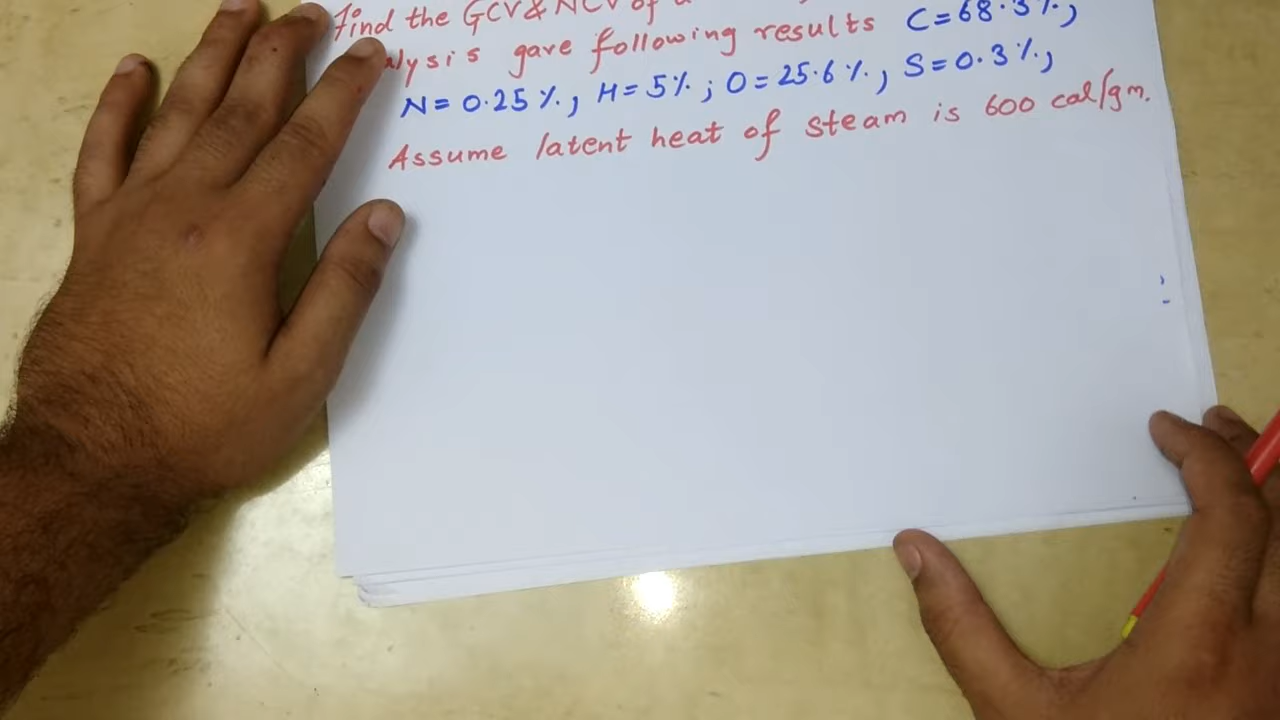 Find the GCV & NCV of a
alysis gave following results C=68.3%,
N=0.25%, H=5%; O=25.6%, S=0.3%,
Assume latent heat of steam is 600 cal/gm.